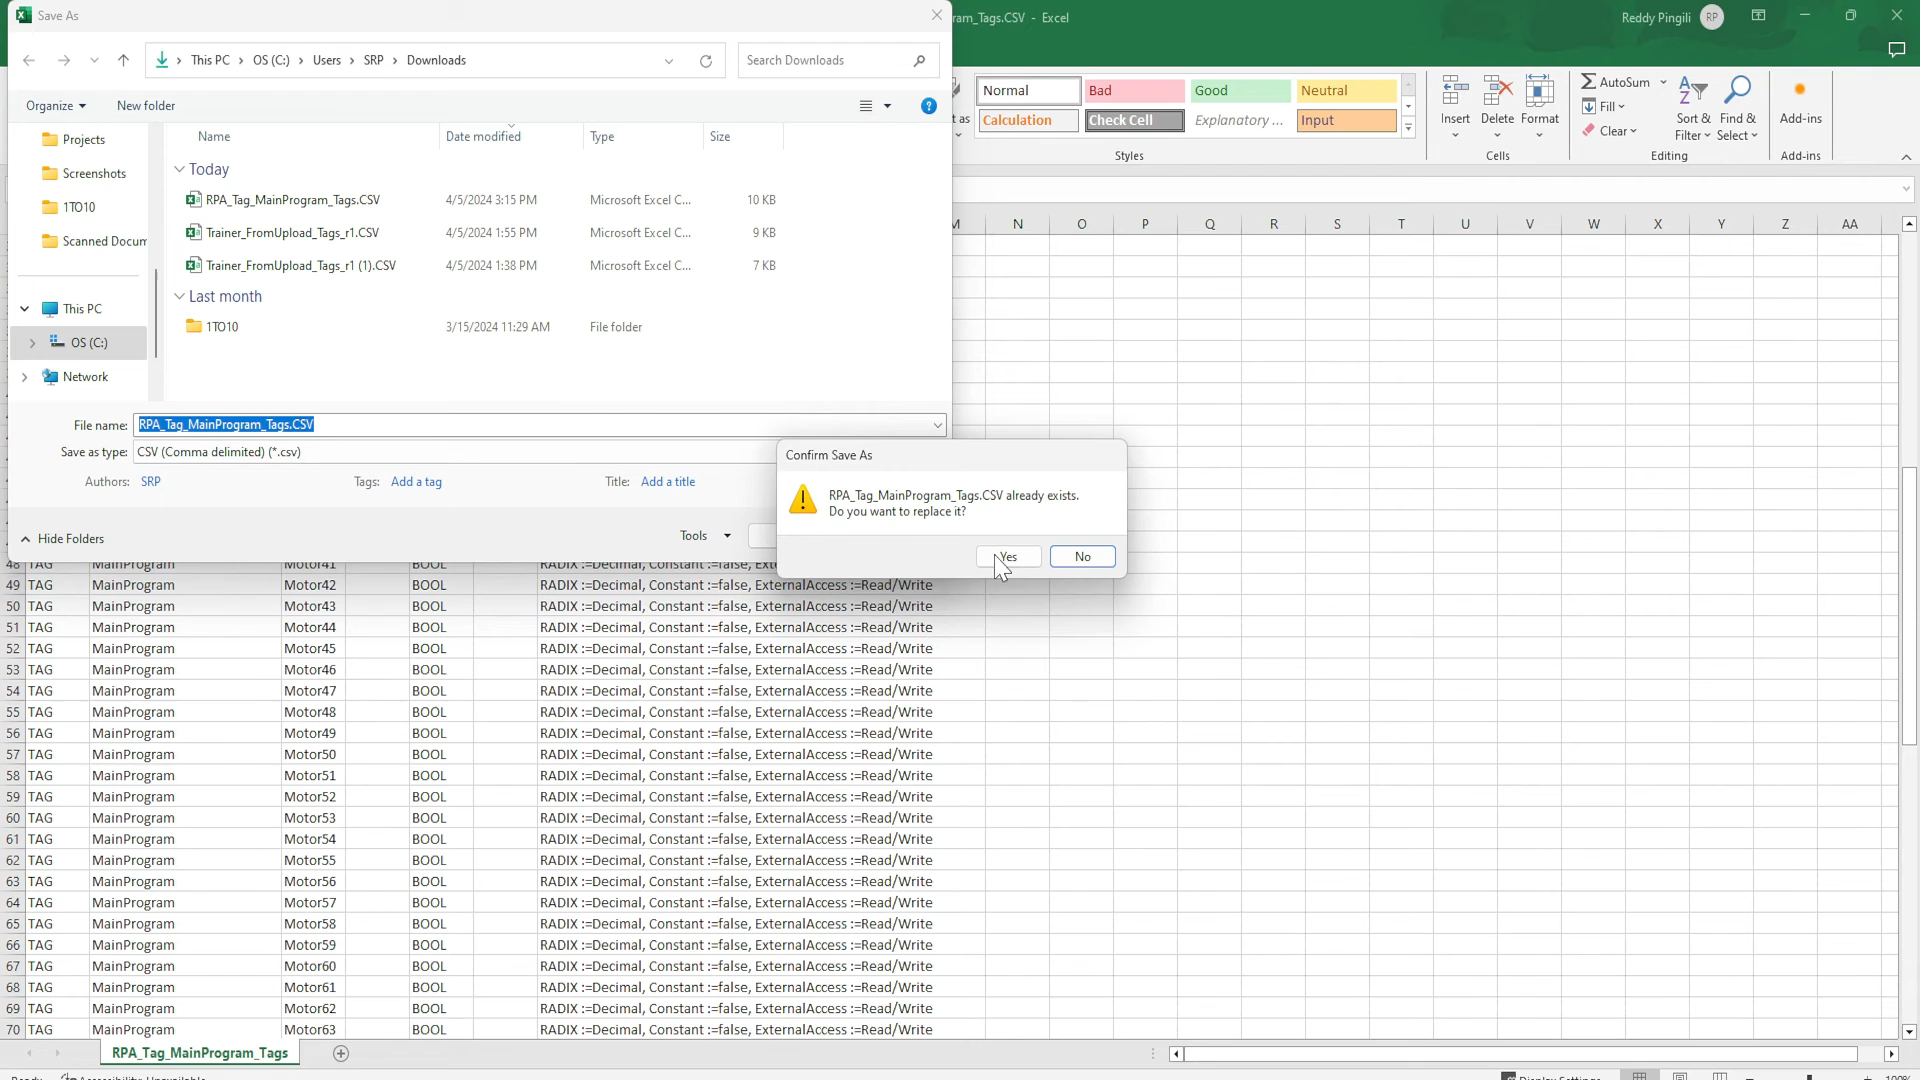 Save As
ram_Tags.CSV - Excel
Reddy Pingili RP
This PC > OS (C:) > Users > SRP > Downloads
Search Downloads
Organize
New folder
Projects
Screenshots
1TO10
Scanned Docum
This PC
OS (C:)
Network
Name Date modified Type Size
Today
RPA_Tag_MainProgram_Tags.CSV 4/5/2024 3:15 PM Microsoft Excel C... 10 KB
Trainer_FromUpload_Tags_r1.CSV 4/5/2024 1:55 PM Microsoft Excel C... 9 KB
Trainer_FromUpload_Tags_r1 (1).CSV 4/5/2024 1:38 PM Microsoft Excel C... 7 KB
Last month
1TO10 3/15/2024 11:29 AM File folder
File name: RPA_Tag_MainProgram_Tags.CSV
Save as type: CSV (Comma delimited) (*.csv)
Authors: SRP Tags: Add a tag Title: Add a title
Hide Folders
Tools
Confirm Save As
RPA_Tag_MainProgram_Tags.CSV already exists.
Do you want to replace it?
Yes No
as
Normal Bad Good Neutral
Calculation Check Cell Explanatory ... Input
Styles
Insert Delete Format
Cells
AutoSum
Fill
Clear
Sort & Filter
Find & Select
Editing
Add-ins
Add-ins
M N O P Q R S T U V W X Y Z AA
48 TAG MainProgram Motor41 BOOL RADIX :=Decimal, Constant :=false, Exte
49 TAG MainProgram Motor42 BOOL RADIX :=Decimal, Constant :=false, ExternalAccess :=Read/Write
50 TAG MainProgram Motor43 BOOL RADIX :=Decimal, Constant :=false, ExternalAccess :=Read/Write
51 TAG MainProgram Motor44 BOOL RADIX :=Decimal, Constant :=false, ExternalAccess :=Read/Write
52 TAG MainProgram Motor45 BOOL RADIX :=Decimal, Constant :=false, ExternalAccess :=Read/Write
53 TAG MainProgram Motor46 BOOL RADIX :=Decimal, Constant :=false, ExternalAccess :=Read/Write
54 TAG MainProgram Motor47 BOOL RADIX :=Decimal, Constant :=false, ExternalAccess :=Read/Write
55 TAG MainProgram Motor48 BOOL RADIX :=Decimal, Constant :=false, ExternalAccess :=Read/Write
56 TAG MainProgram Motor49 BOOL RADIX :=Decimal, Constant :=false, ExternalAccess :=Read/Write
57 TAG MainProgram Motor50 BOOL RADIX :=Decimal, Constant :=false, ExternalAccess :=Read/Write
58 TAG MainProgram Motor51 BOOL RADIX :=Decimal, Constant :=false, ExternalAccess :=Read/Write
59 TAG MainProgram Motor52 BOOL RADIX :=Decimal, Constant :=false, ExternalAccess :=Read/Write
60 TAG MainProgram Motor53 BOOL RADIX :=Decimal, Constant :=false, ExternalAccess :=Read/Write
61 TAG MainProgram Motor54 BOOL RADIX :=Decimal, Constant :=false, ExternalAccess :=Read/Write
62 TAG MainProgram Motor55 BOOL RADIX :=Decimal, Constant :=false, ExternalAccess :=Read/Write
63 TAG MainProgram Motor56 BOOL RADIX :=Decimal, Constant :=false, ExternalAccess :=Read/Write
64 TAG MainProgram Motor57 BOOL RADIX :=Decimal, Constant :=false, ExternalAccess :=Read/Write
65 TAG MainProgram Motor58 BOOL RADIX :=Decimal, Constant :=false, ExternalAccess :=Read/Write
66 TAG MainProgram Motor59 BOOL RADIX :=Decimal, Constant :=false, ExternalAccess :=Read/Write
67 TAG MainProgram Motor60 BOOL RADIX :=Decimal, Constant :=false, ExternalAccess :=Read/Write
68 TAG MainProgram Motor61 BOOL RADIX :=Decimal, Constant :=false, ExternalAccess :=Read/Write
69 TAG MainProgram Motor62 BOOL RADIX :=Decimal, Constant :=false, ExternalAccess :=Read/Write
70 TAG MainProgram Motor63 BOOL RADIX :=Decimal, Constant :=false, ExternalAccess :=Read/Write
RPA_Tag_MainProgram_Tags
Ready Accessibility: Unavailable Display Settings 100%